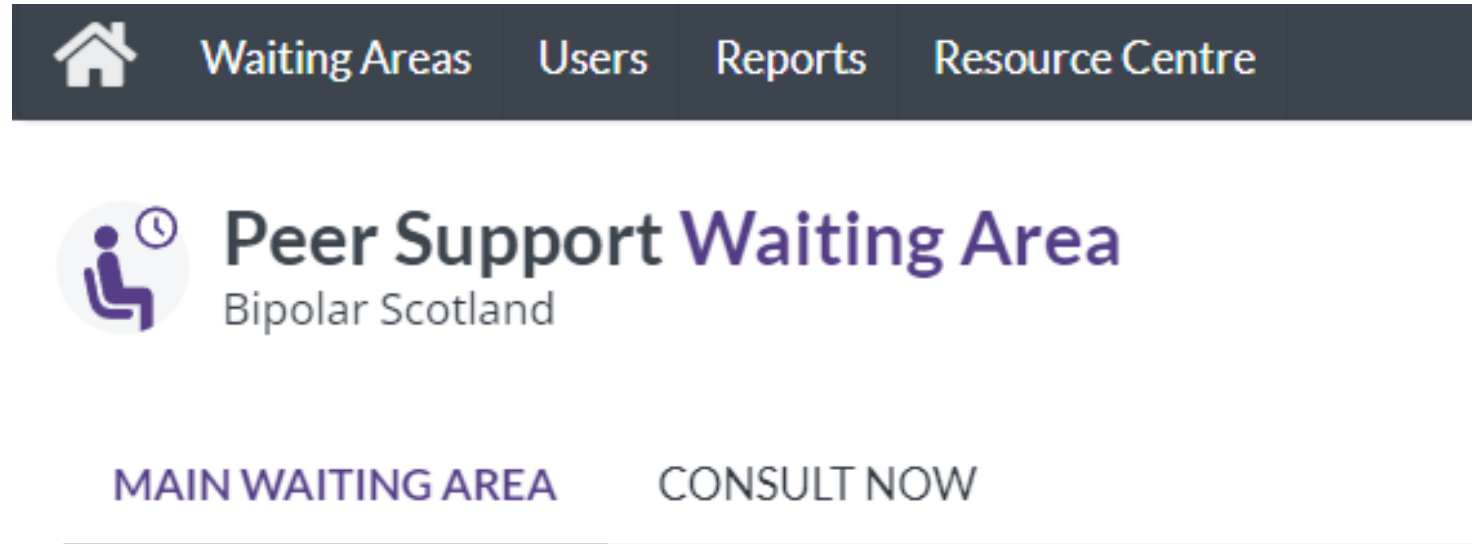 Waiting Areas Users Reports Resource Centre
Peer Support Waiting Area
Bipolar Scotland
MAIN WAITING AREA CONSULT NOW